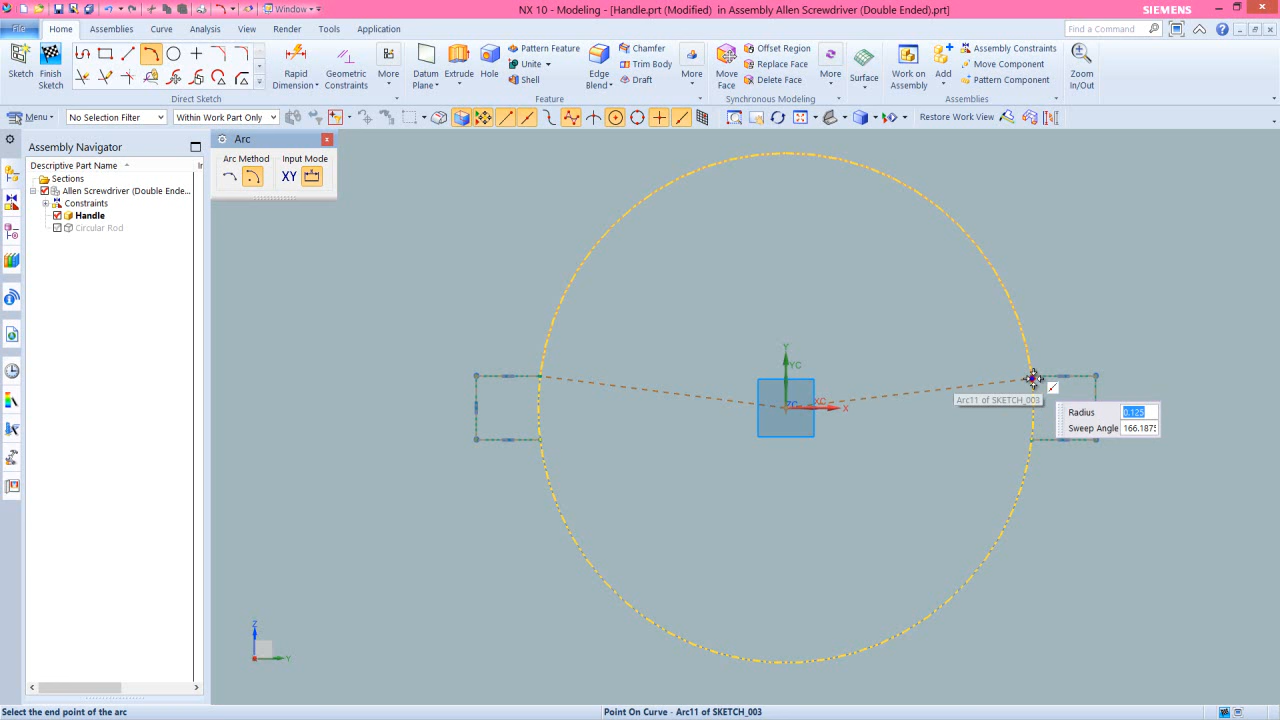 NX 10 - Modeling - [Handle.prt (Modified) in Assembly Allen Screwdriver (Double Ended).prt]
SIEMENS
Window
File
Home
Assemblies
Curve
Analysis
View
Render
Tools
Application
Find a Command
Sketch
Finish Sketch
Direct Sketch
Rapid Dimension
Geometric Constraints
More
Datum Plane
Extrude
Hole
Pattern Feature
Unite
Shell
Edge Blend
Chamfer
Trim Body
Draft
More
Feature
Move Face
Offset Region
Replace Face
Delete Face
More
Synchronous Modeling
Surface
Work on Assembly
Add
Assembly Constraints
Move Component
Pattern Component
Assemblies
Zoom In/Out
Menu
No Selection Filter
Within Work Part Only
Restore Work View
Assembly Navigator
Descriptive Part Name
Sections
Allen Screwdriver (Double Ende...
Constraints
Handle
Circular Rod
Arc
Arc Method
Input Mode
XY
Y
YC
ZC
XC
X
Arc11 of SKETCH_003
Radius 0.125
Sweep Angle 166.1875
Z
Y
Select the end point of the arc
Point On Curve - Arc11 of SKETCH_003